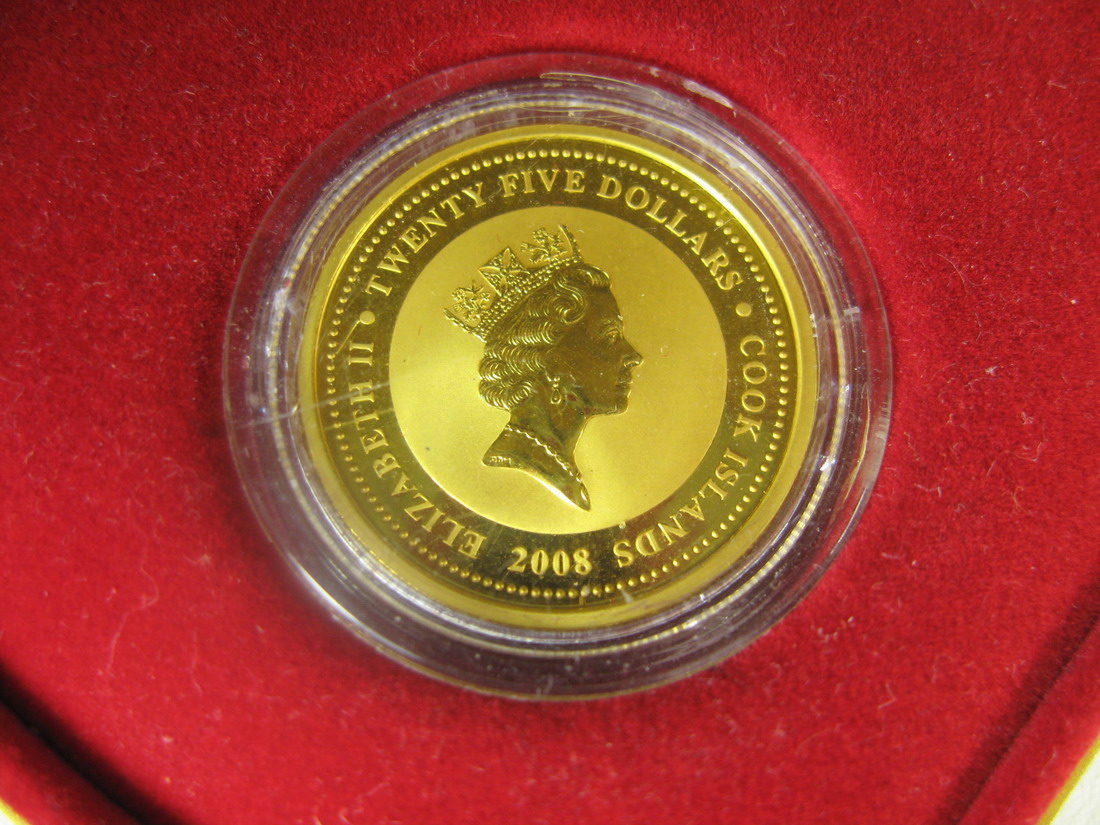 ELIZABETH II • TWENTY FIVE DOLLARS • COOK ISLANDS
2008